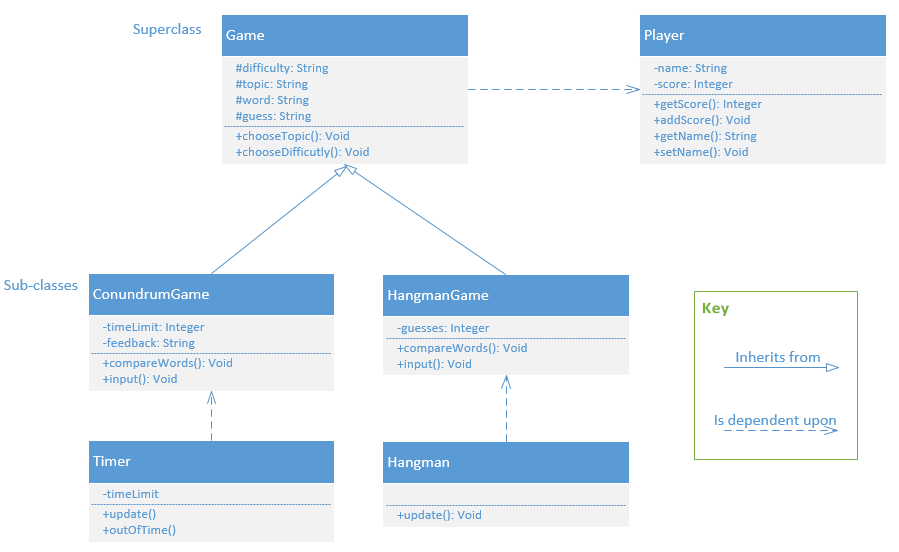 Superclass
Game
#difficulty: String
#topic: String
#word: String
#guess: String
+chooseTopic(): Void
+chooseDifficutly(): Void
Player
-name: String
-score: Integer
+getScore(): Integer
+addScore(): Void
+getName(): String
+setName(): Void
Sub-classes
ConundrumGame
-timeLimit: Integer
-feedback: String
+compareWords(): Void
+input(): Void
HangmanGame
-guesses: Integer
+compareWords(): Void
+input(): Void
Key
Inherits from
Is dependent upon
Timer
-timeLimit
+update()
+outOfTime()
Hangman
+update(): Void